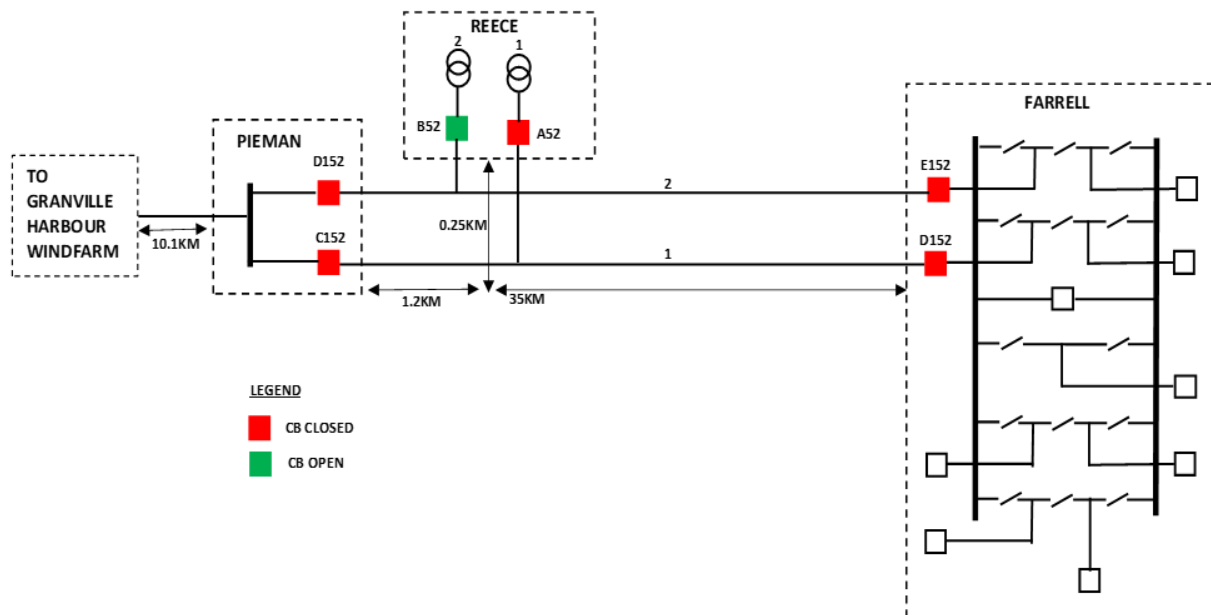 REECE
2
1
B52
A52
FARRELL
PIEMAN
TO
GRANVILLE
HARBOUR
WINDFARM
10.1KM
D152
C152
2
E152
0.25KM
D152
1
1.2KM
35KM
LEGEND
CB CLOSED
CB OPEN